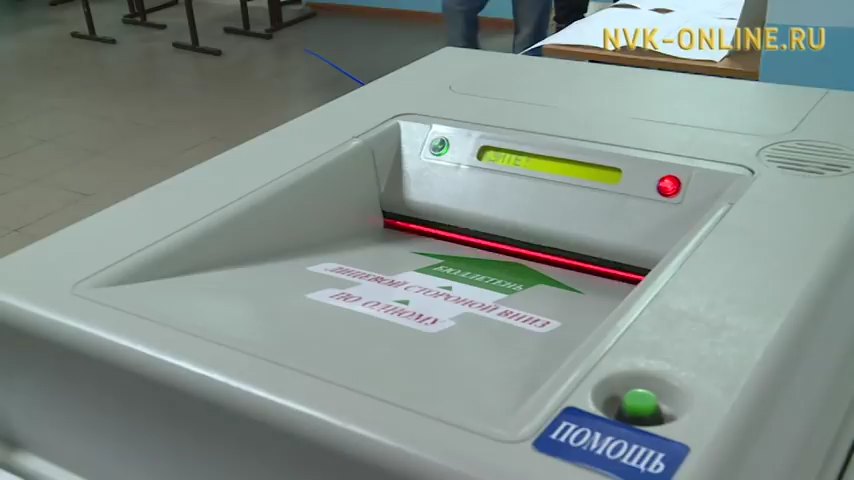 NVK-ONLINE.RU
БЮЛЛЕТЕНЬ
ЛИЦЕВОЙ СТОРОНОЙ ВНИЗ
ПО ОДНОМУ
ПОМОЩЬ